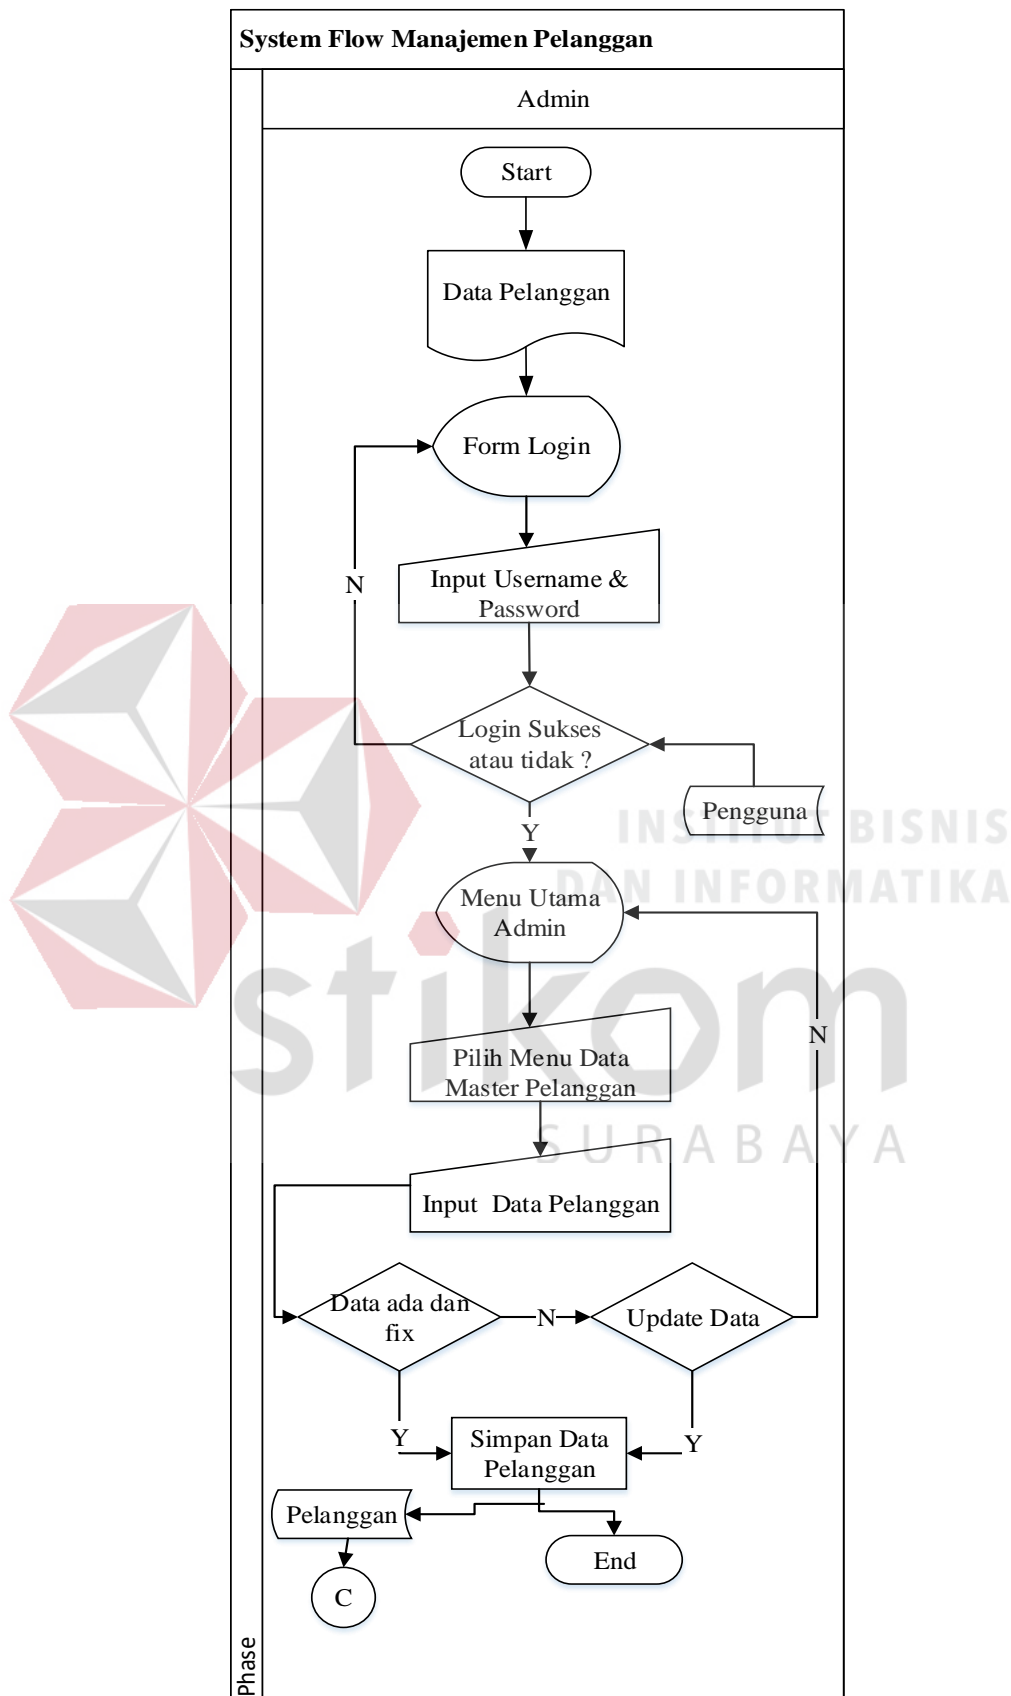 System Flow Manajemen Pelanggan
Admin
Start
Data Pelanggan
Form Login
N
Input Username &
Password
Login Sukses
atau tidak ?
Pengguna
Y
INSTITUT BISNIS
DAN INFORMATIKA
Menu Utama
Admin
stikom
N
Pilih Menu Data
Master Pelanggan
SURABAYA
Input Data Pelanggan
Data ada dan
fix
N
Update Data
Y
Simpan Data
Pelanggan
Y
Pelanggan
End
C
Phase